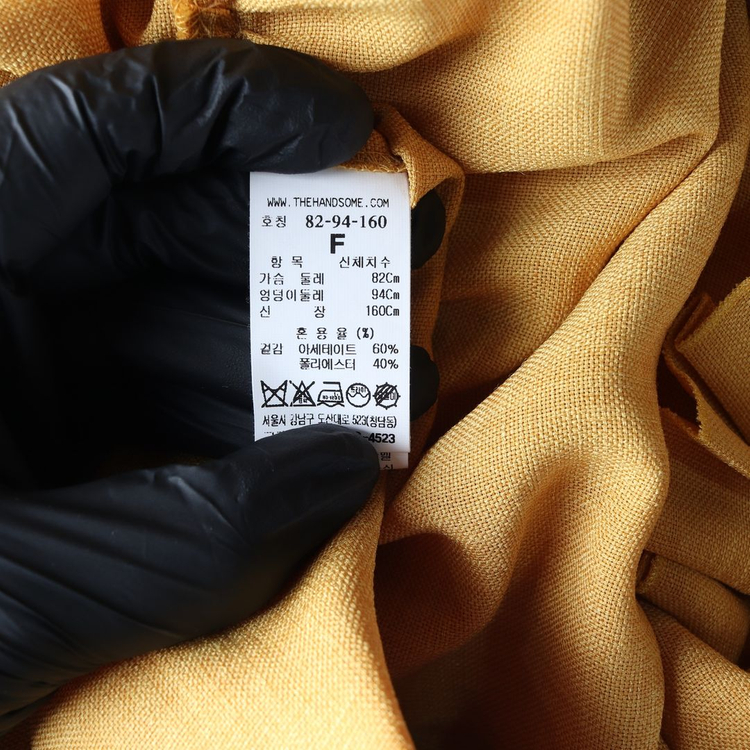 WWW.THEHANDSOME.COM
호칭 82-94-160
F
항 목 신체치수
가슴 둘레 82Cm
엉덩이둘레 94Cm
신 장 160Cm
혼 용 율 (%)
겉감 아세테이트 60%
폴리에스터 40%
서울시 강남구 도산대로 523(청담동)
-4523